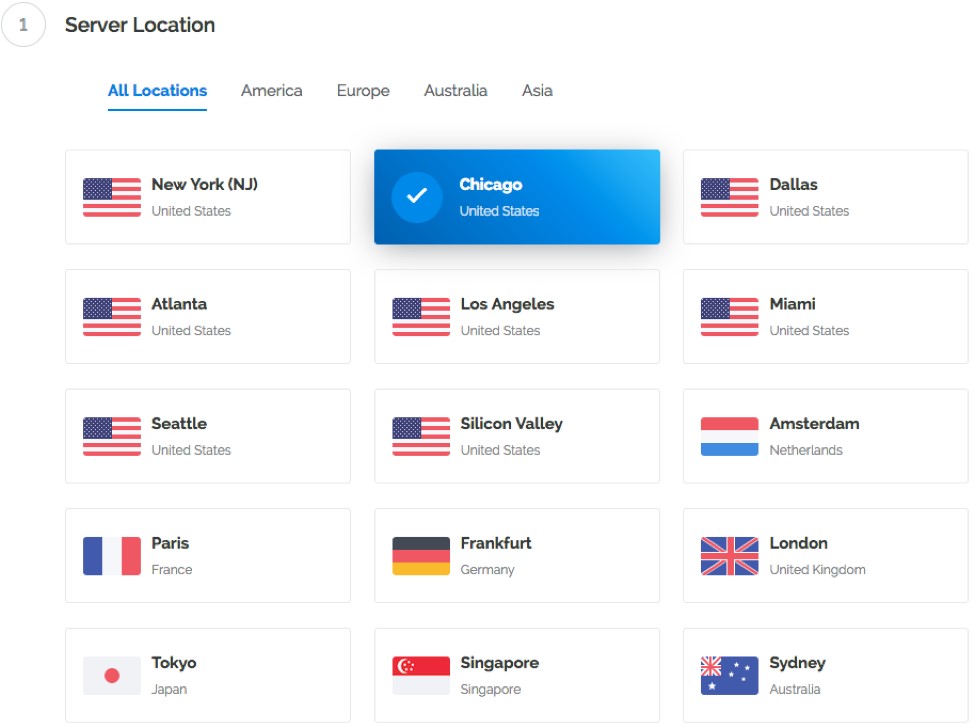 1
Server Location
All Locations America Europe Australia Asia
New York (NJ)
United States
Chicago
United States
Dallas
United States
Atlanta
United States
Los Angeles
United States
Miami
United States
Seattle
United States
Silicon Valley
United States
Amsterdam
Netherlands
Paris
France
Frankfurt
Germany
London
United Kingdom
Tokyo
Japan
Singapore
Singapore
Sydney
Australia